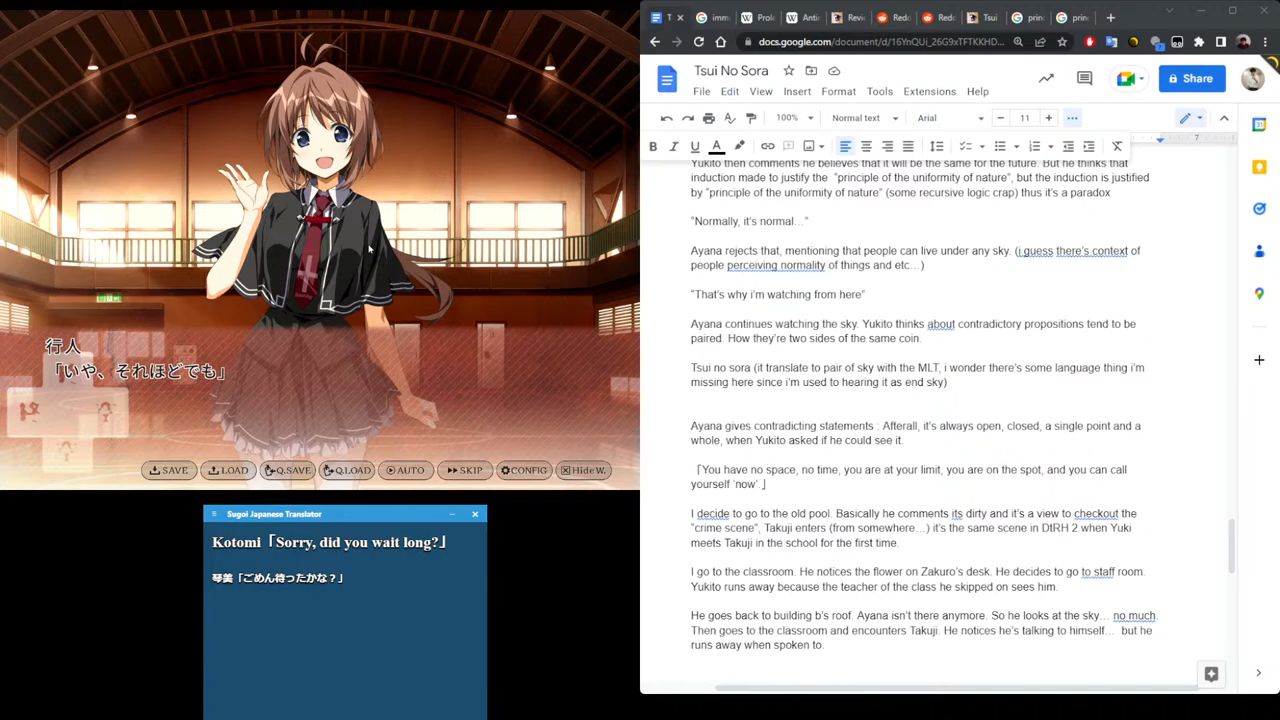 行人
「いや、それほどでも」
SAVE LOAD Q.SAVE Q.LOAD AUTO SKIP CONFIG Hide W.
Sugoi Japanese Translator
Kotomi「Sorry, did you wait long?」
琴美「ごめん待ったかな？」
T imm Prolo Anti Revi Redd Redd Tsui princ princ
docs.google.com/document/d/16YnQUi_26G9xTFTKKHD...
Tsui No Sora
File Edit View Insert Format Tools Extensions Help
Share
100% Normal text Arial 11
7
Yukito then comments he believes that it will be the same for the future. But he thinks that
induction made to justify the "principle of the uniformity of nature", but the induction is justified
by "principle of the uniformity of nature" (some recursive logic crap) thus it's a paradox
"Normally, it's normal…"
Ayana rejects that, mentioning that people can live under any sky. (i guess there's context of
people perceiving normality of things and etc…)
"That's why i'm watching from here"
Ayana continues watching the sky. Yukito thinks about contradictory propositions tend to be
paired. How they're two sides of the same coin.
Tsui no sora (it translate to pair of sky with the MLT, i wonder there's some language thing i'm
missing here since i'm used to hearing it as end sky)
Ayana gives contradicting statements : Afterall, it's always open, closed, a single point and a
whole, when Yukito asked if he could see it.
「You have no space, no time, you are at your limit, you are on the spot, and you can call
yourself 'now'.」
I decide to go to the old pool. Basically he comments its dirty and it's a view to checkout the
"crime scene", Takuji enters (from somewhere…) it's the same scene in DtRH 2 when Yuki
meets Takuji in the school for the first time.
I go to the classroom. He notices the flower on Zakuro's desk. He decides to go to staff room.
Yukito runs away because the teacher of the class he skipped on sees him.
He goes back to building b's roof. Ayana isn't there anymore. So he looks at the sky… no much.
Then goes to the classroom and encounters Takuji. He notices he's talking to himself… but he
runs away when spoken to.